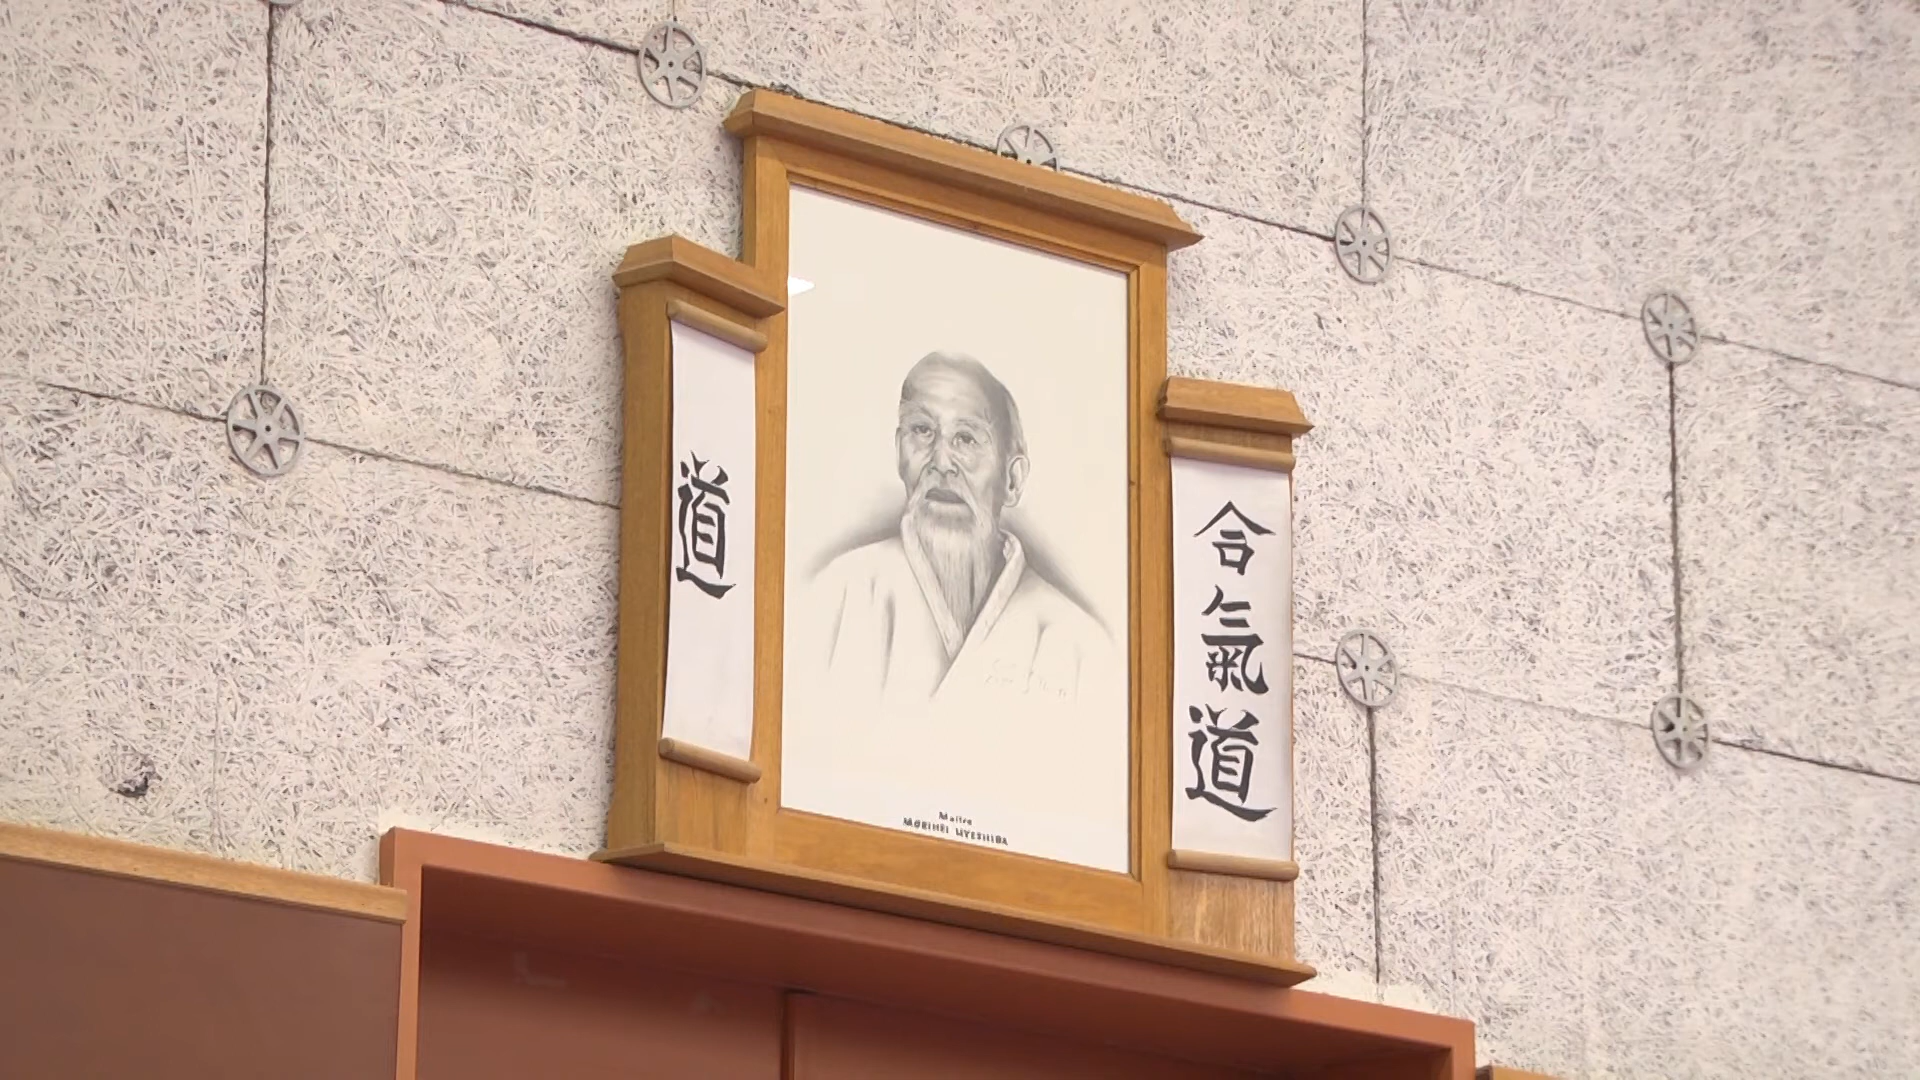 道
Maître
MORIHEI UYESHIBA
合氣道